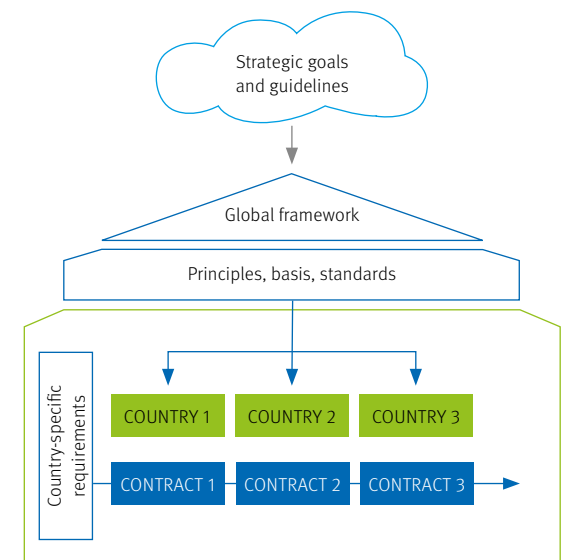 Strategic goals
and guidelines
Global framework
Principles, basis, standards
Country-specific
requirements
COUNTRY 1
COUNTRY 2
COUNTRY 3
CONTRACT 1
CONTRACT 2
CONTRACT 3